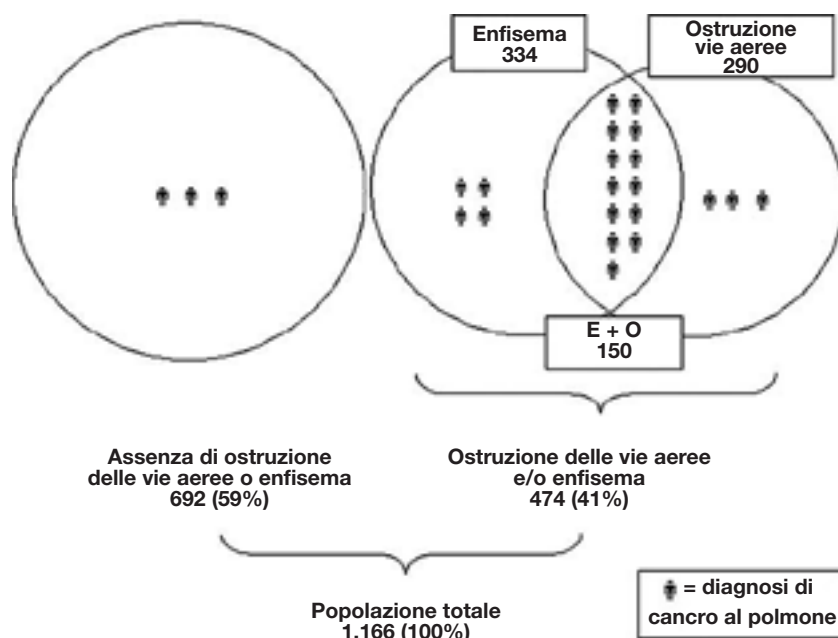 Enfisema
334
Ostruzione
vie aeree
290
E + O
150
Assenza di ostruzione
delle vie aeree o enfisema
692 (59%)
Ostruzione delle vie aeree
e/o enfisema
474 (41%)
Popolazione totale
1.166 (100%)
= diagnosi di
cancro al polmone